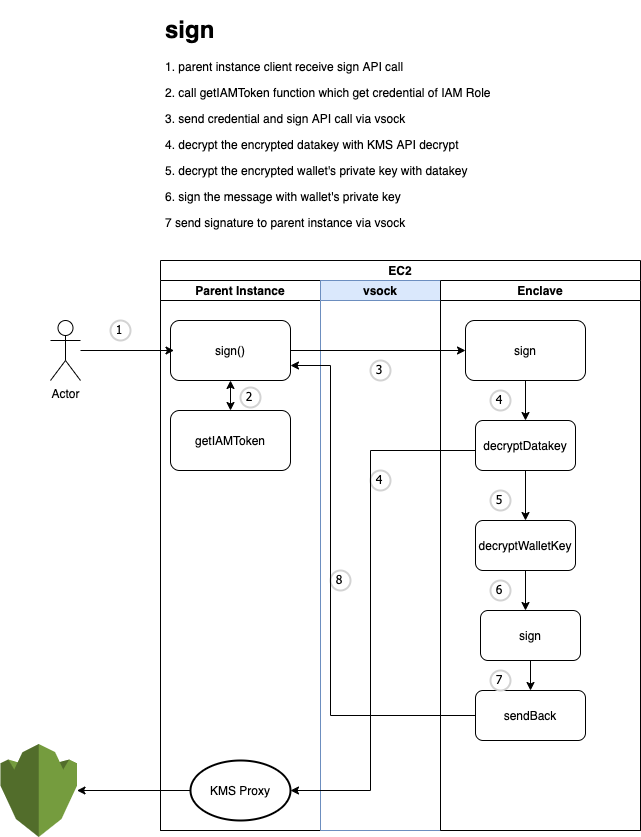 sign
1. parent instance client receive sign API call
2. call getIAMToken function which get credential of IAM Role
3. send credential and sign API call via vsock
4. decrypt the encrypted datakey with KMS API decrypt
5. decrypt the encrypted wallet's private key with datakey
6. sign the message with wallet's private key
7 send signature to parent instance via vsock
EC2
Parent Instance
vsock
Enclave
1
sign()
sign
3
Actor
2
4
getIAMToken
decryptDatakey
4
5
decryptWalletKey
8
6
sign
7
sendBack
KMS Proxy